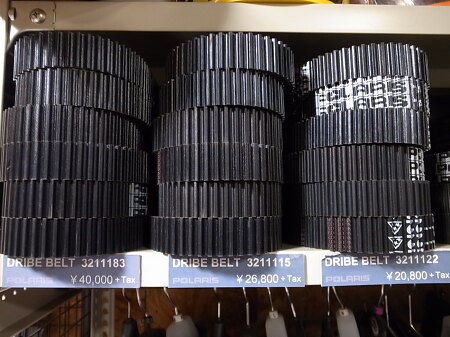 DRIBE BELT 3211183
POLARIS ¥40,000+Tax
DRIBE BELT 3211115
POLARIS ¥26,800+Tax
DRIBE BELT 3211122
POLARIS ¥20,800+Tax